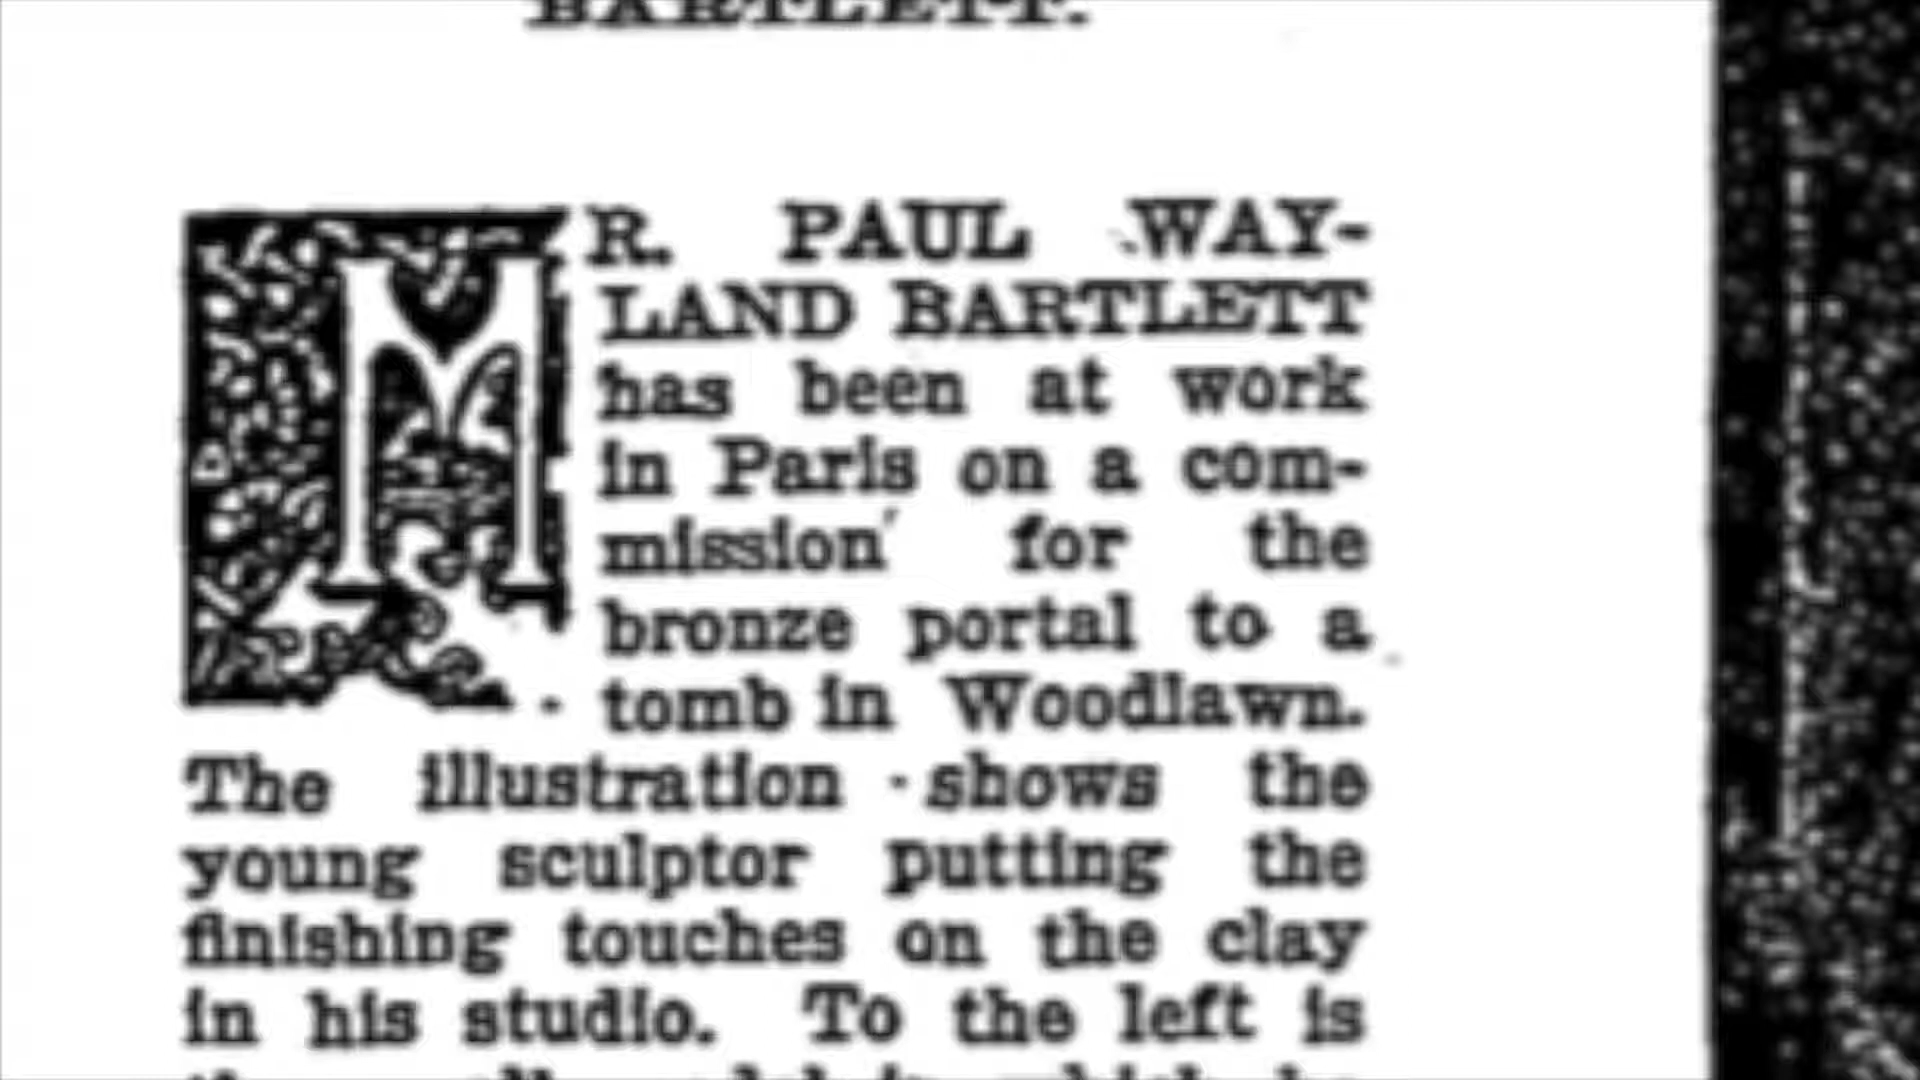 BARTLETT.
MR. PAUL WAY-
LAND BARTLETT
has been at work
in Paris on a com-
mission for the
bronze portal to a
tomb in Woodlawn.
The illustration shows the
young sculptor putting the
finishing touches on the clay
in his studio. To the left is